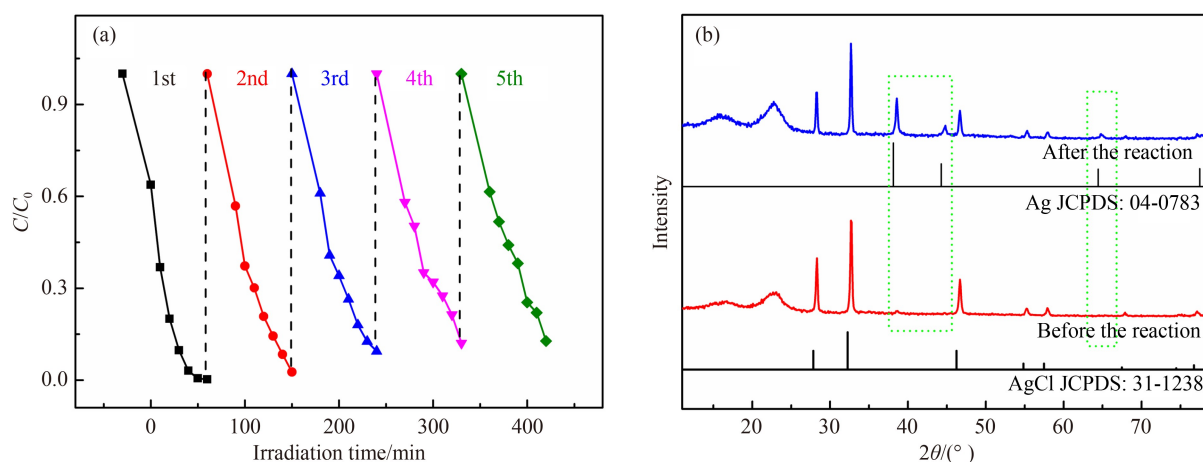 (a)
1st 2nd 3rd 4th 5th
0.9
0.6
0.3
0.0
C/C0
0 100 200 300 400
Irradiation time/min
(b)
After the reaction
Ag JCPDS: 04-0783
Before the reaction
AgCl JCPDS: 31-1238
Intensity
20 30 40 50 60 70
2θ/(° )